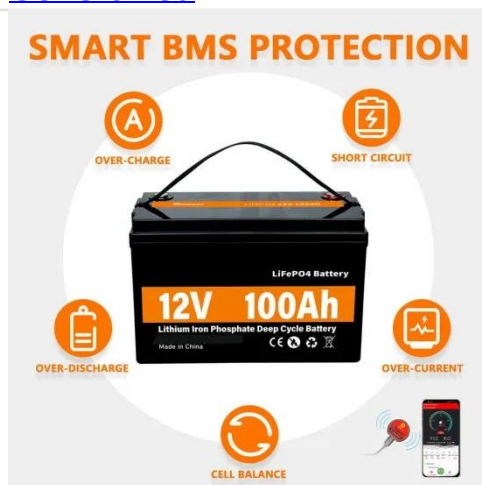 SMART BMS PROTECTION
OVER-CHARGE
SHORT CIRCUIT
LiFePO4 Battery
12V 100Ah
Lithium Iron Phosphate Deep Cycle Battery
Made in China
CE
OVER-DISCHARGE
OVER-CURRENT
CELL BALANCE